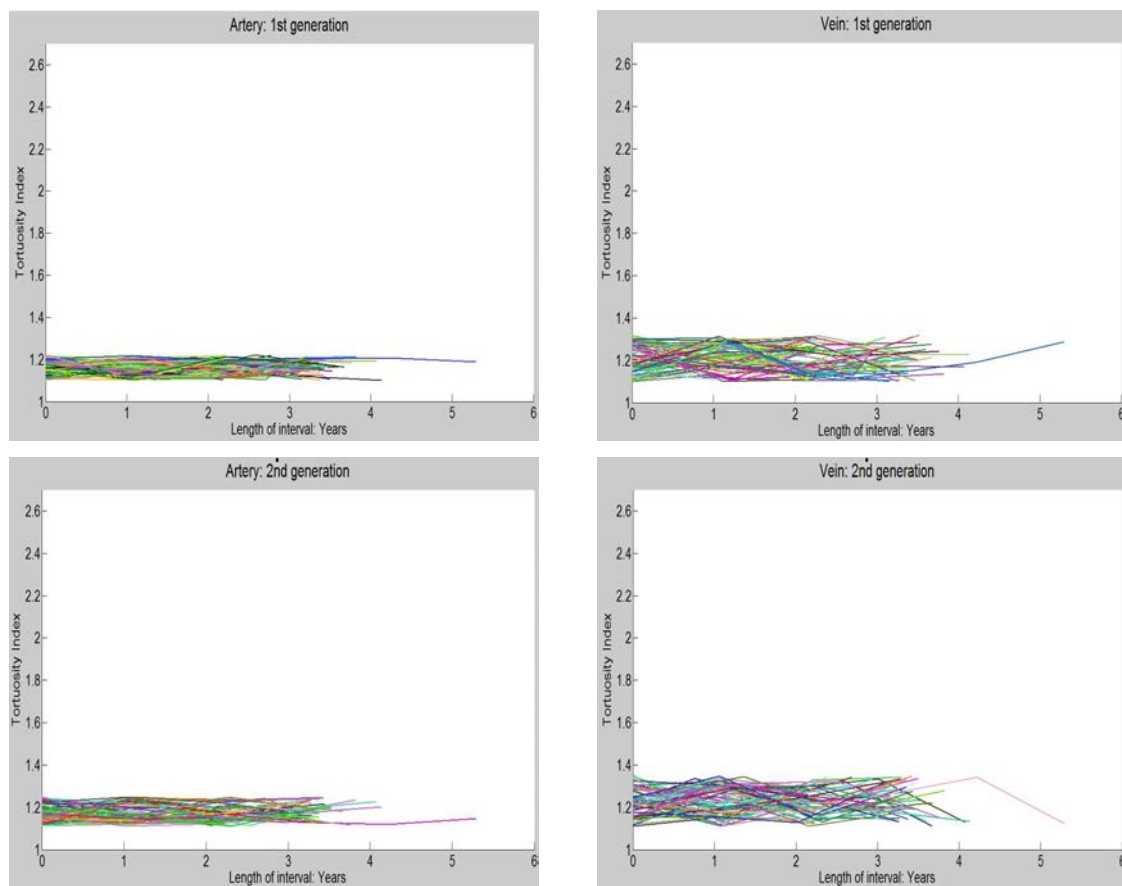 Artery: 1st generation
2.6
2.4
2.2
2
1.8
1.6
1.4
1.2
1
Tortuosity Index
0 1 2 3 4 5 6
Length of interval: Years
Vein: 1st generation
2.6
2.4
2.2
2
1.8
1.6
1.4
1.2
1
Tortuosity Index
0 1 2 3 4 5 6
Length of interval: Years
Artery: 2nd generation
2.6
2.4
2.2
2
1.8
1.6
1.4
1.2
1
Tortuosity Index
0 1 2 3 4 5 6
Length of interval: Years
Vein: 2nd generation
2.6
2.4
2.2
2
1.8
1.6
1.4
1.2
1
Tortuosity Index
0 1 2 3 4 5 6
Length of interval: Years